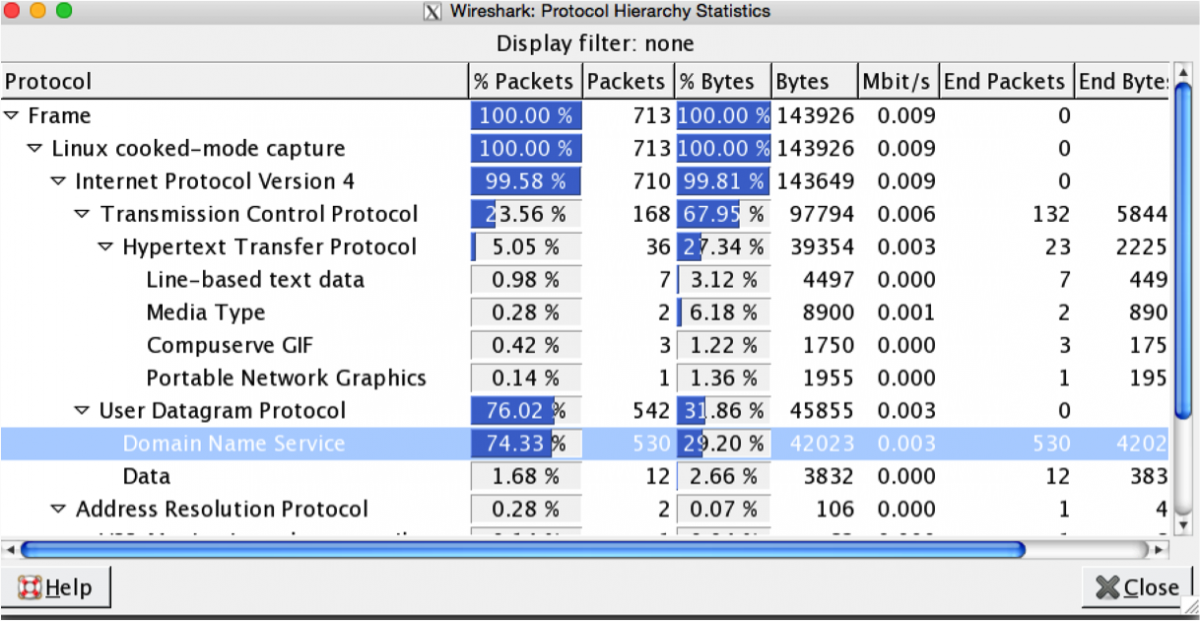 Wireshark: Protocol Hierarchy Statistics
Display filter: none
Protocol % Packets Packets % Bytes Bytes Mbit/s End Packets End Byte
Frame 100.00 % 713 100.00 % 143926 0.009 0
Linux cooked-mode capture 100.00 % 713 100.00 % 143926 0.009 0
Internet Protocol Version 4 99.58 % 710 99.81 % 143649 0.009 0
Transmission Control Protocol 23.56 % 168 67.95 % 97794 0.006 132 5844
Hypertext Transfer Protocol 5.05 % 36 27.34 % 39354 0.003 23 2225
Line-based text data 0.98 % 7 3.12 % 4497 0.000 7 449
Media Type 0.28 % 2 6.18 % 8900 0.001 2 890
Compuserve GIF 0.42 % 3 1.22 % 1750 0.000 3 175
Portable Network Graphics 0.14 % 1 1.36 % 1955 0.000 1 195
User Datagram Protocol 76.02 % 542 31.86 % 45855 0.003 0
Domain Name Service 74.33 % 530 29.20 % 42023 0.003 530 4202
Data 1.68 % 12 2.66 % 3832 0.000 12 383
Address Resolution Protocol 0.28 % 2 0.07 % 106 0.000 1 4
Help Close